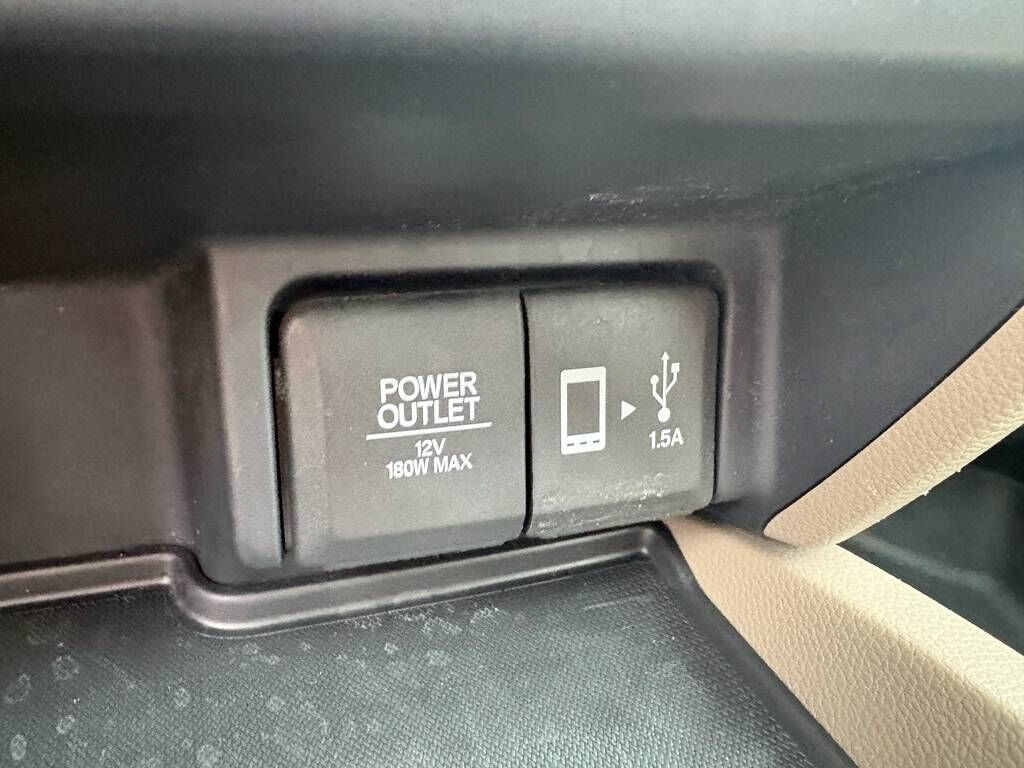 POWER
OUTLET
12V
180W MAX
1.5A